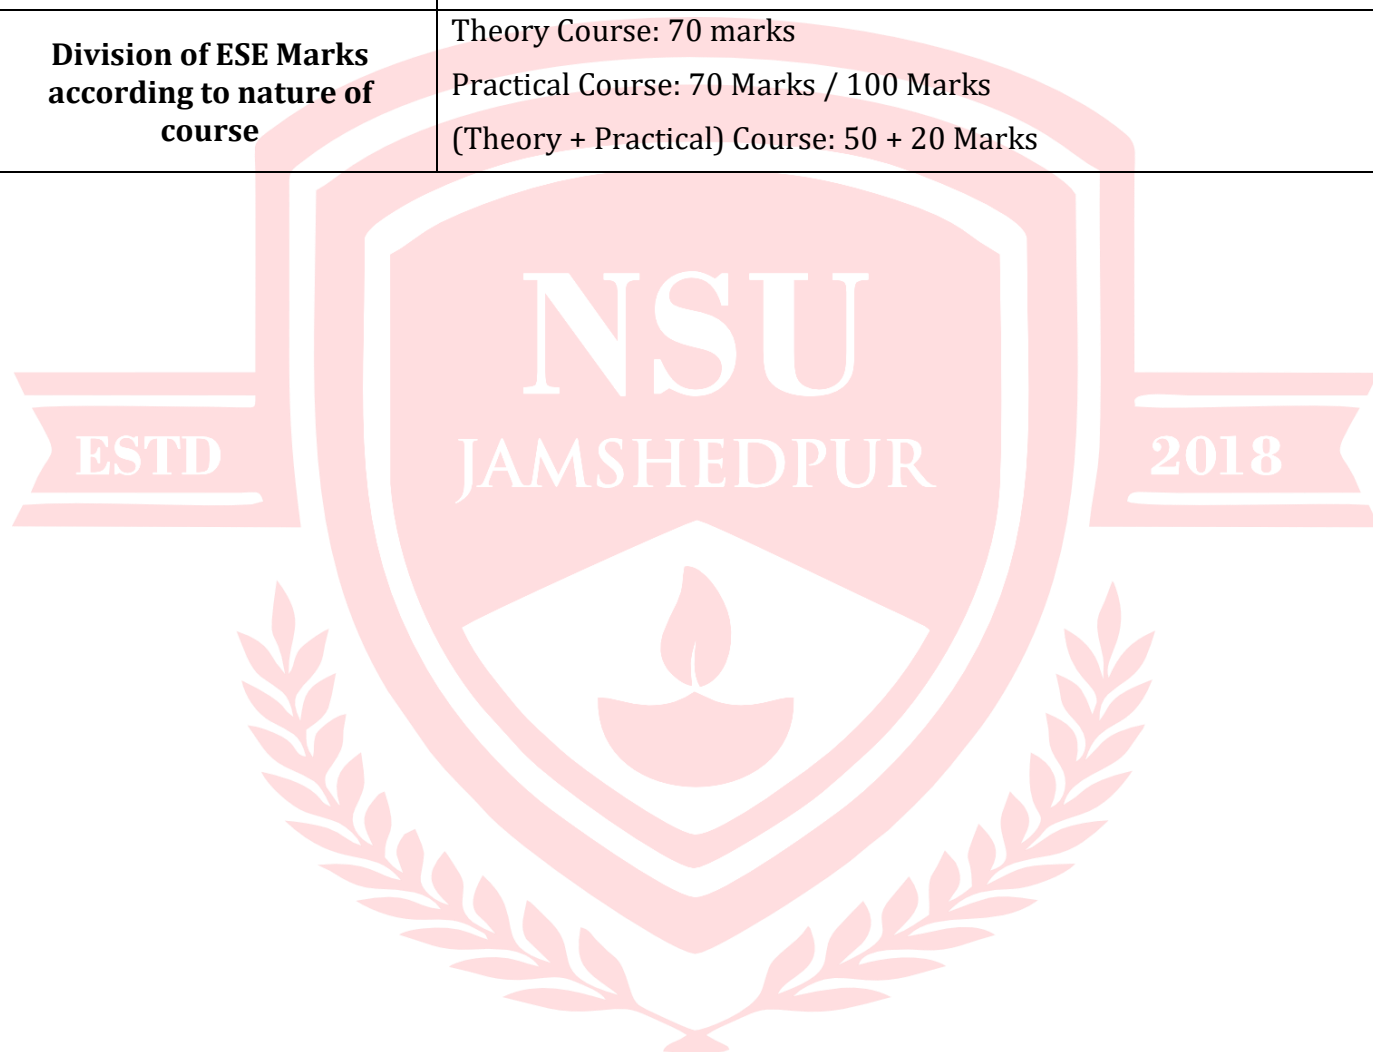 Division of ESE Marks
according to nature of
course
Theory Course: 70 marks
Practical Course: 70 Marks / 100 Marks
(Theory + Practical) Course: 50 + 20 Marks
NSU
JAMSHEDPUR
ESTD
2018